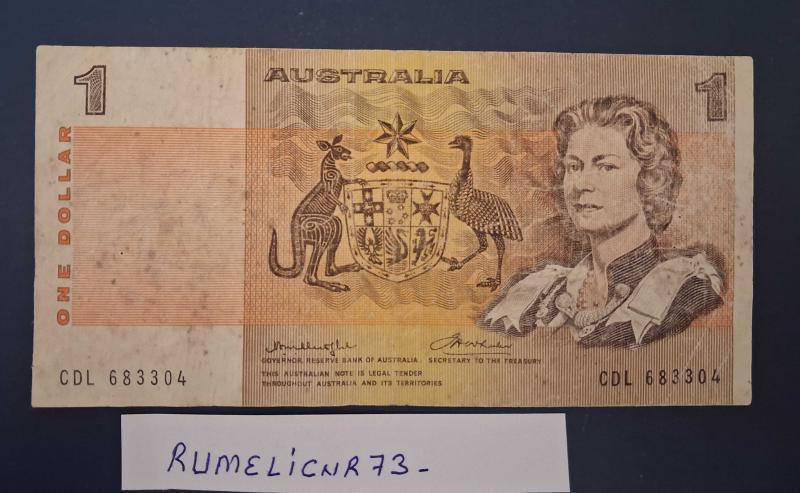 1
AUSTRALIA
1
ONE DOLLAR
GOVERNOR, RESERVE BANK OF AUSTRALIA. SECRETARY TO THE TREASURY
THIS AUSTRALIAN NOTE IS LEGAL TENDER
THROUGHOUT AUSTRALIA AND ITS TERRITORIES
CDL 683304
CDL 683304
RUMELiCNR73-